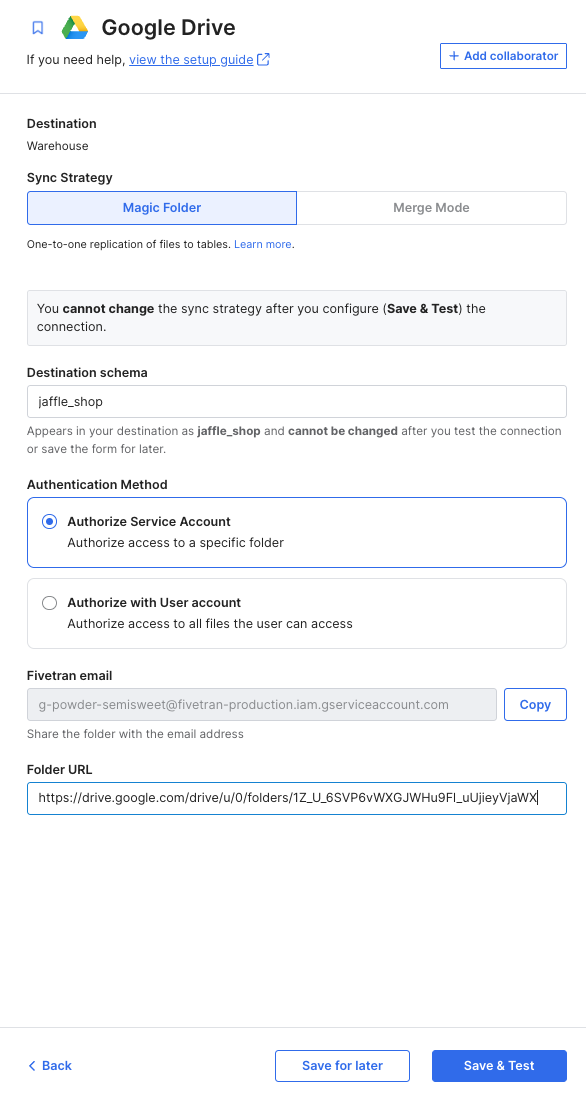 Google Drive
If you need help, view the setup guide
+ Add collaborator
Destination
Warehouse
Sync Strategy
Magic Folder
Merge Mode
One-to-one replication of files to tables. Learn more.
You cannot change the sync strategy after you configure (Save & Test) the
connection.
Destination schema
jaffle_shop
Appears in your destination as jaffle_shop and cannot be changed after you test the connection
or save the form for later.
Authentication Method
Authorize Service Account
Authorize access to a specific folder
Authorize with User account
Authorize access to all files the user can access
Fivetran email
g-powder-semisweet@fivetran-production.iam.gserviceaccount.com
Copy
Share the folder with the email address
Folder URL
https://drive.google.com/drive/u/0/folders/1Z_U_6SVP6vWXGJWHu9FI_uUjieyVjaWX
Back
Save for later
Save & Test